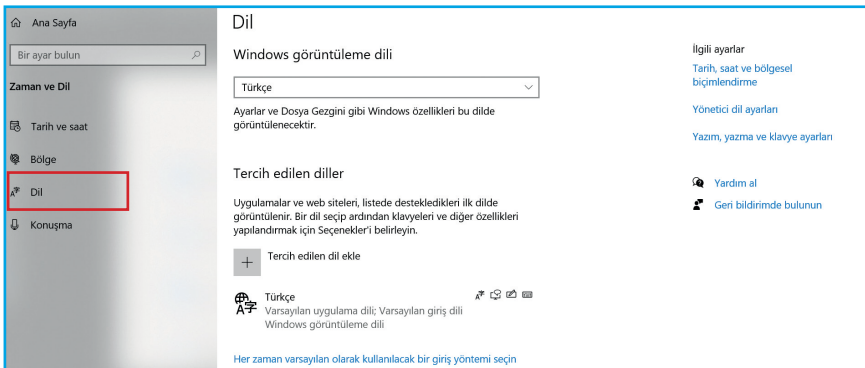 Ana Sayfa
Bir ayar bulun
Zaman ve Dil
Tarih ve saat
Bölge
Dil
Konuşma
Dil
Windows görüntüleme dili
Türkçe
Ayarlar ve Dosya Gezgini gibi Windows özellikleri bu dilde
görüntülenecektir.
Tercih edilen diller
Uygulamalar ve web siteleri, listede destekledikleri ilk dilde
görüntülenir. Bir dil seçip ardından klavyeleri ve diğer özellikleri
yapılandırmak için Seçenekler'i belirleyin.
Tercih edilen dil ekle
Türkçe
Varsayılan uygulama dili; Varsayılan giriş dili
Windows görüntüleme dili
Her zaman varsayılan olarak kullanılacak bir giriş yöntemi seçin
İlgili ayarlar
Tarih, saat ve bölgesel
biçimlendirme
Yönetici dil ayarları
Yazım, yazma ve klavye ayarları
Yardım al
Geri bildirimde bulunun